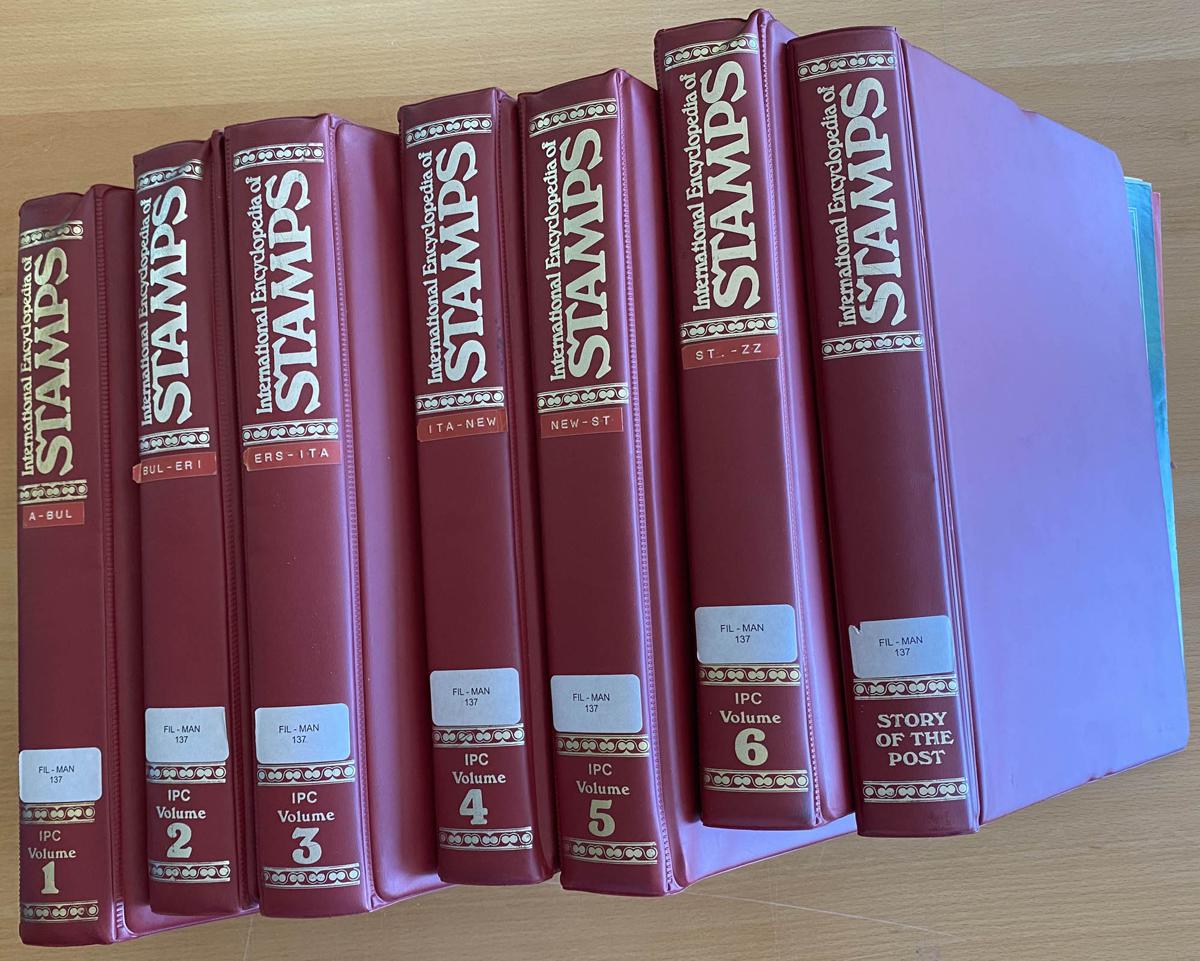 International Encyclopedia of
STAMPS
A-BUL
FIL - MAN
137
IPC
Volume
1
International Encyclopedia of
STAMPS
BUL-ERI
FIL - MAN
137
IPC
Volume
2
International Encyclopedia of
STAMPS
ERS-ITA
FIL - MAN
137
IPC
Volume
3
International Encyclopedia of
STAMPS
ITA-NEW
FIL - MAN
137
IPC
Volume
4
International Encyclopedia of
STAMPS
NEW-ST
FIL - MAN
137
IPC
Volume
5
International Encyclopedia of
STAMPS
ST..-ZZ
FIL - MAN
137
IPC
Volume
6
International Encyclopedia of
STAMPS
FIL - MAN
137
STORY
OF THE
POST